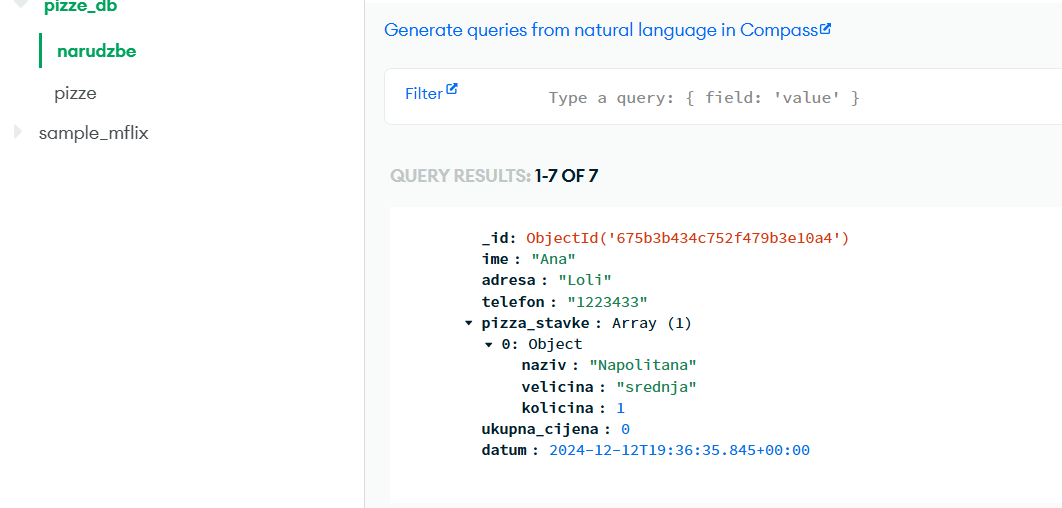 pizze_db
narudzbe
pizze
sample_mflix
Generate queries from natural language in Compass
Filter
Type a query: { field: 'value' }
QUERY RESULTS: 1-7 OF 7
_id: ObjectId('675b3b434c752f479b3e10a4')
ime : "Ana"
adresa : "Loli"
telefon : "1223433"
pizza_stavke : Array (1)
0: Object
naziv : "Napolitana"
velicina : "srednja"
kolicina : 1
ukupna_cijena : 0
datum : 2024-12-12T19:36:35.845+00:00